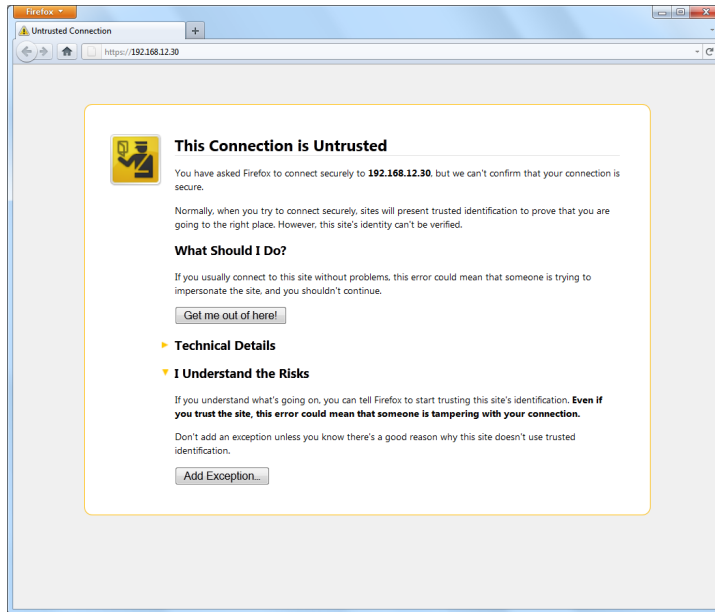 Firefox
Untrusted Connection
https://192.168.12.30
This Connection is Untrusted
You have asked Firefox to connect securely to 192.168.12.30, but we can't confirm that your connection is
secure.
Normally, when you try to connect securely, sites will present trusted identification to prove that you are
going to the right place. However, this site's identity can't be verified.
What Should I Do?
If you usually connect to this site without problems, this error could mean that someone is trying to
impersonate the site, and you shouldn't continue.
Get me out of here!
Technical Details
I Understand the Risks
If you understand what's going on, you can tell Firefox to start trusting this site's identification. Even if
you trust the site, this error could mean that someone is tampering with your connection.
Don't add an exception unless you know there's a good reason why this site doesn't use trusted
identification.
Add Exception...